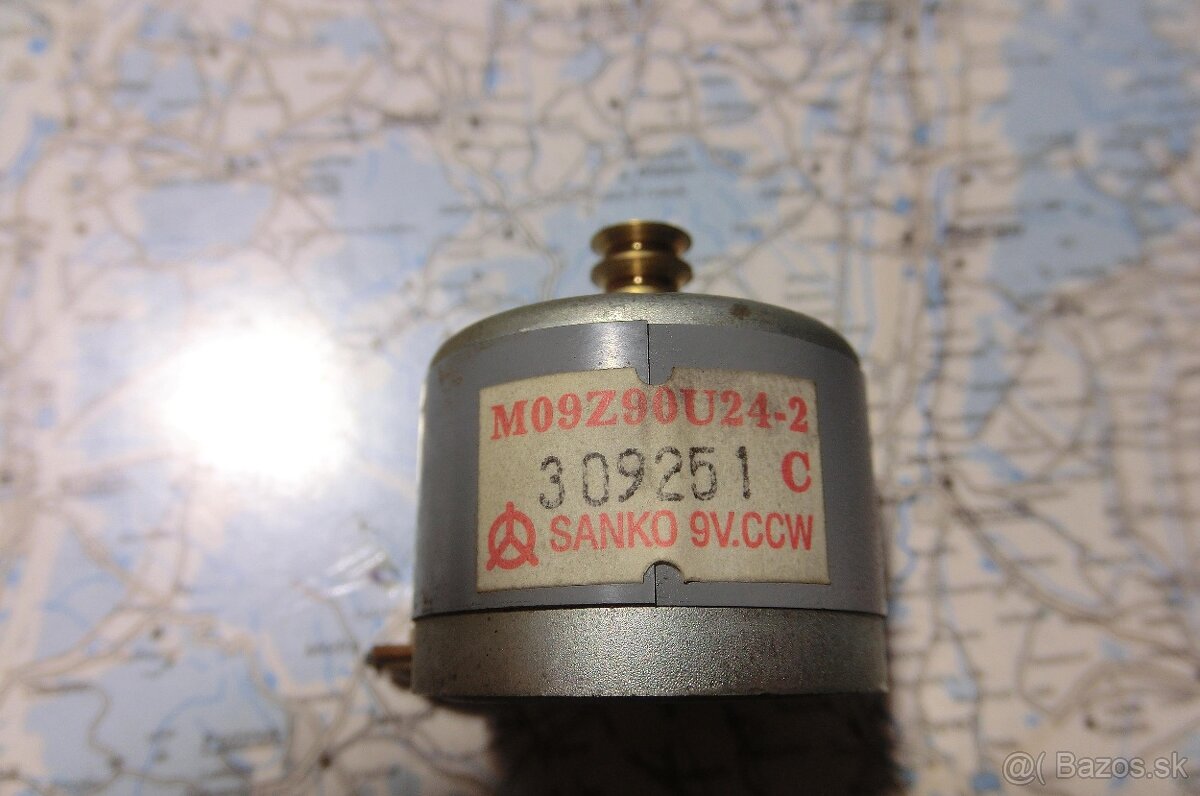 M09Z90U24-2
309251 C
SANKO 9V.CCW
@( Bazos.sk